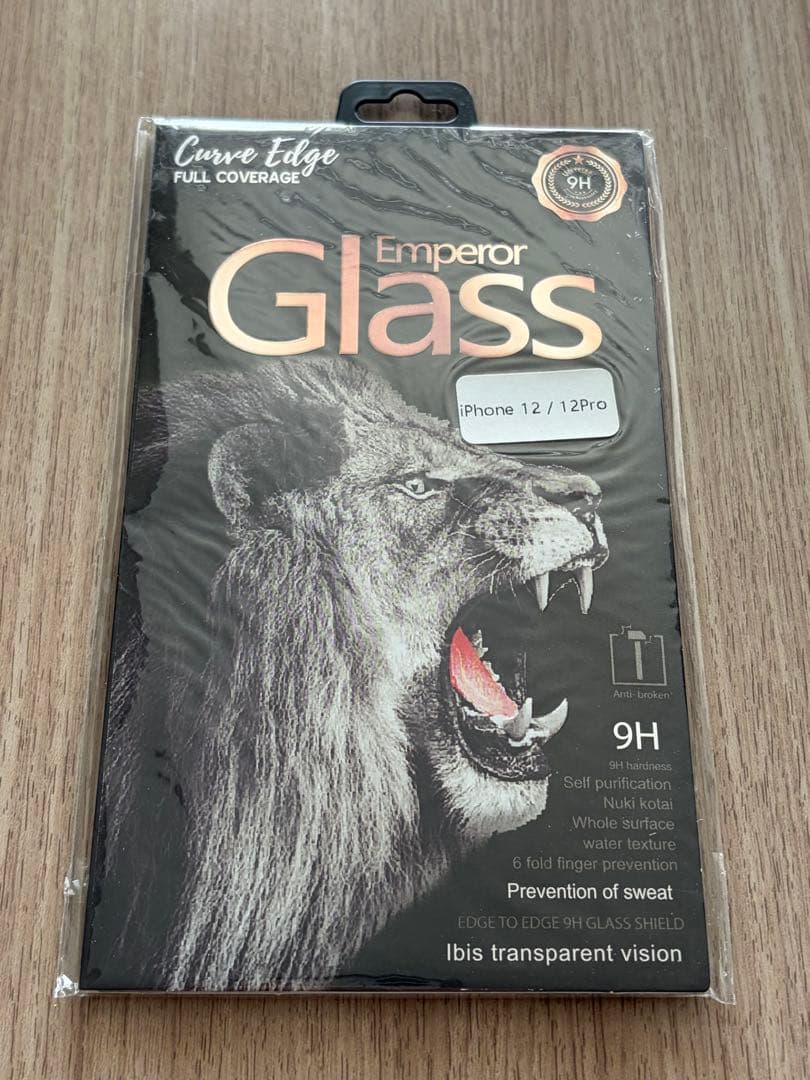 Curve Edge
FULL COVERAGE
9H
Emperor
Glass
iPhone 12 / 12Pro
Anti- broken
9H
9H hardness
Self purification
Nuki kotai
Whole surface
water texture
6 fold finger prevention
Prevention of sweat
EDGE TO EDGE 9H GLASS SHIELD
Ibis transparent vision